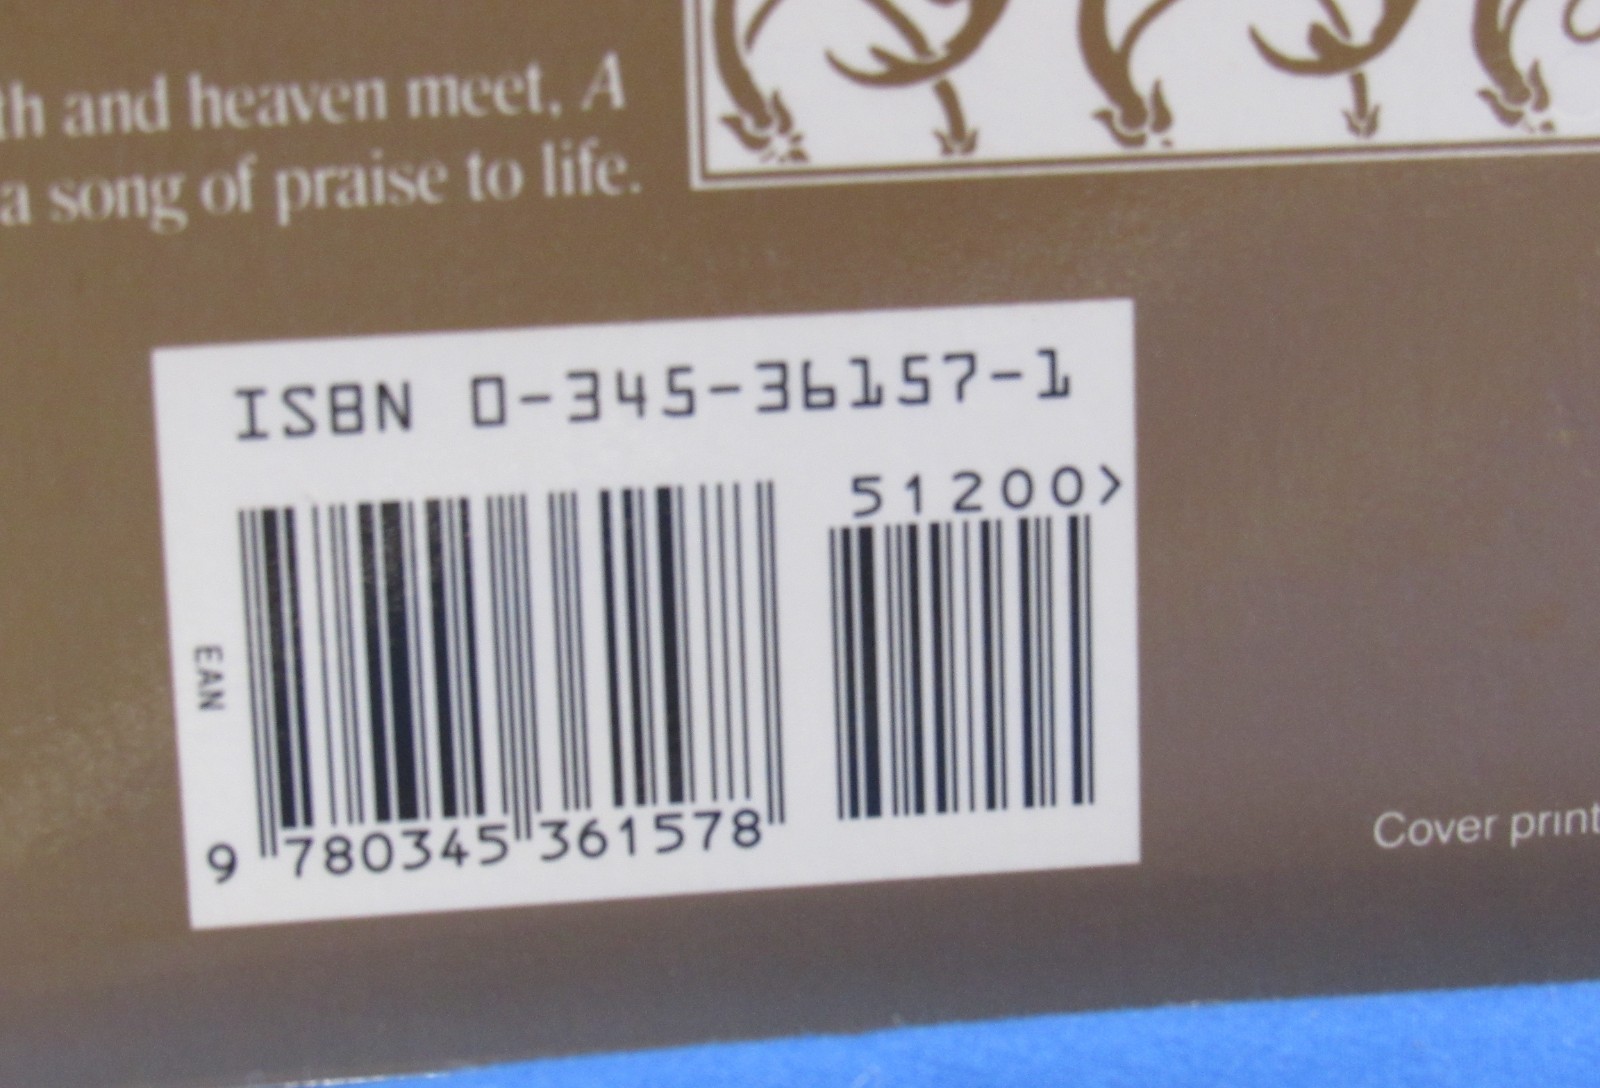 th and heaven meet, A
a song of praise to life.
ISBN 0-345-36157-1
51200>
EAN
9 780345 361578
Cover print